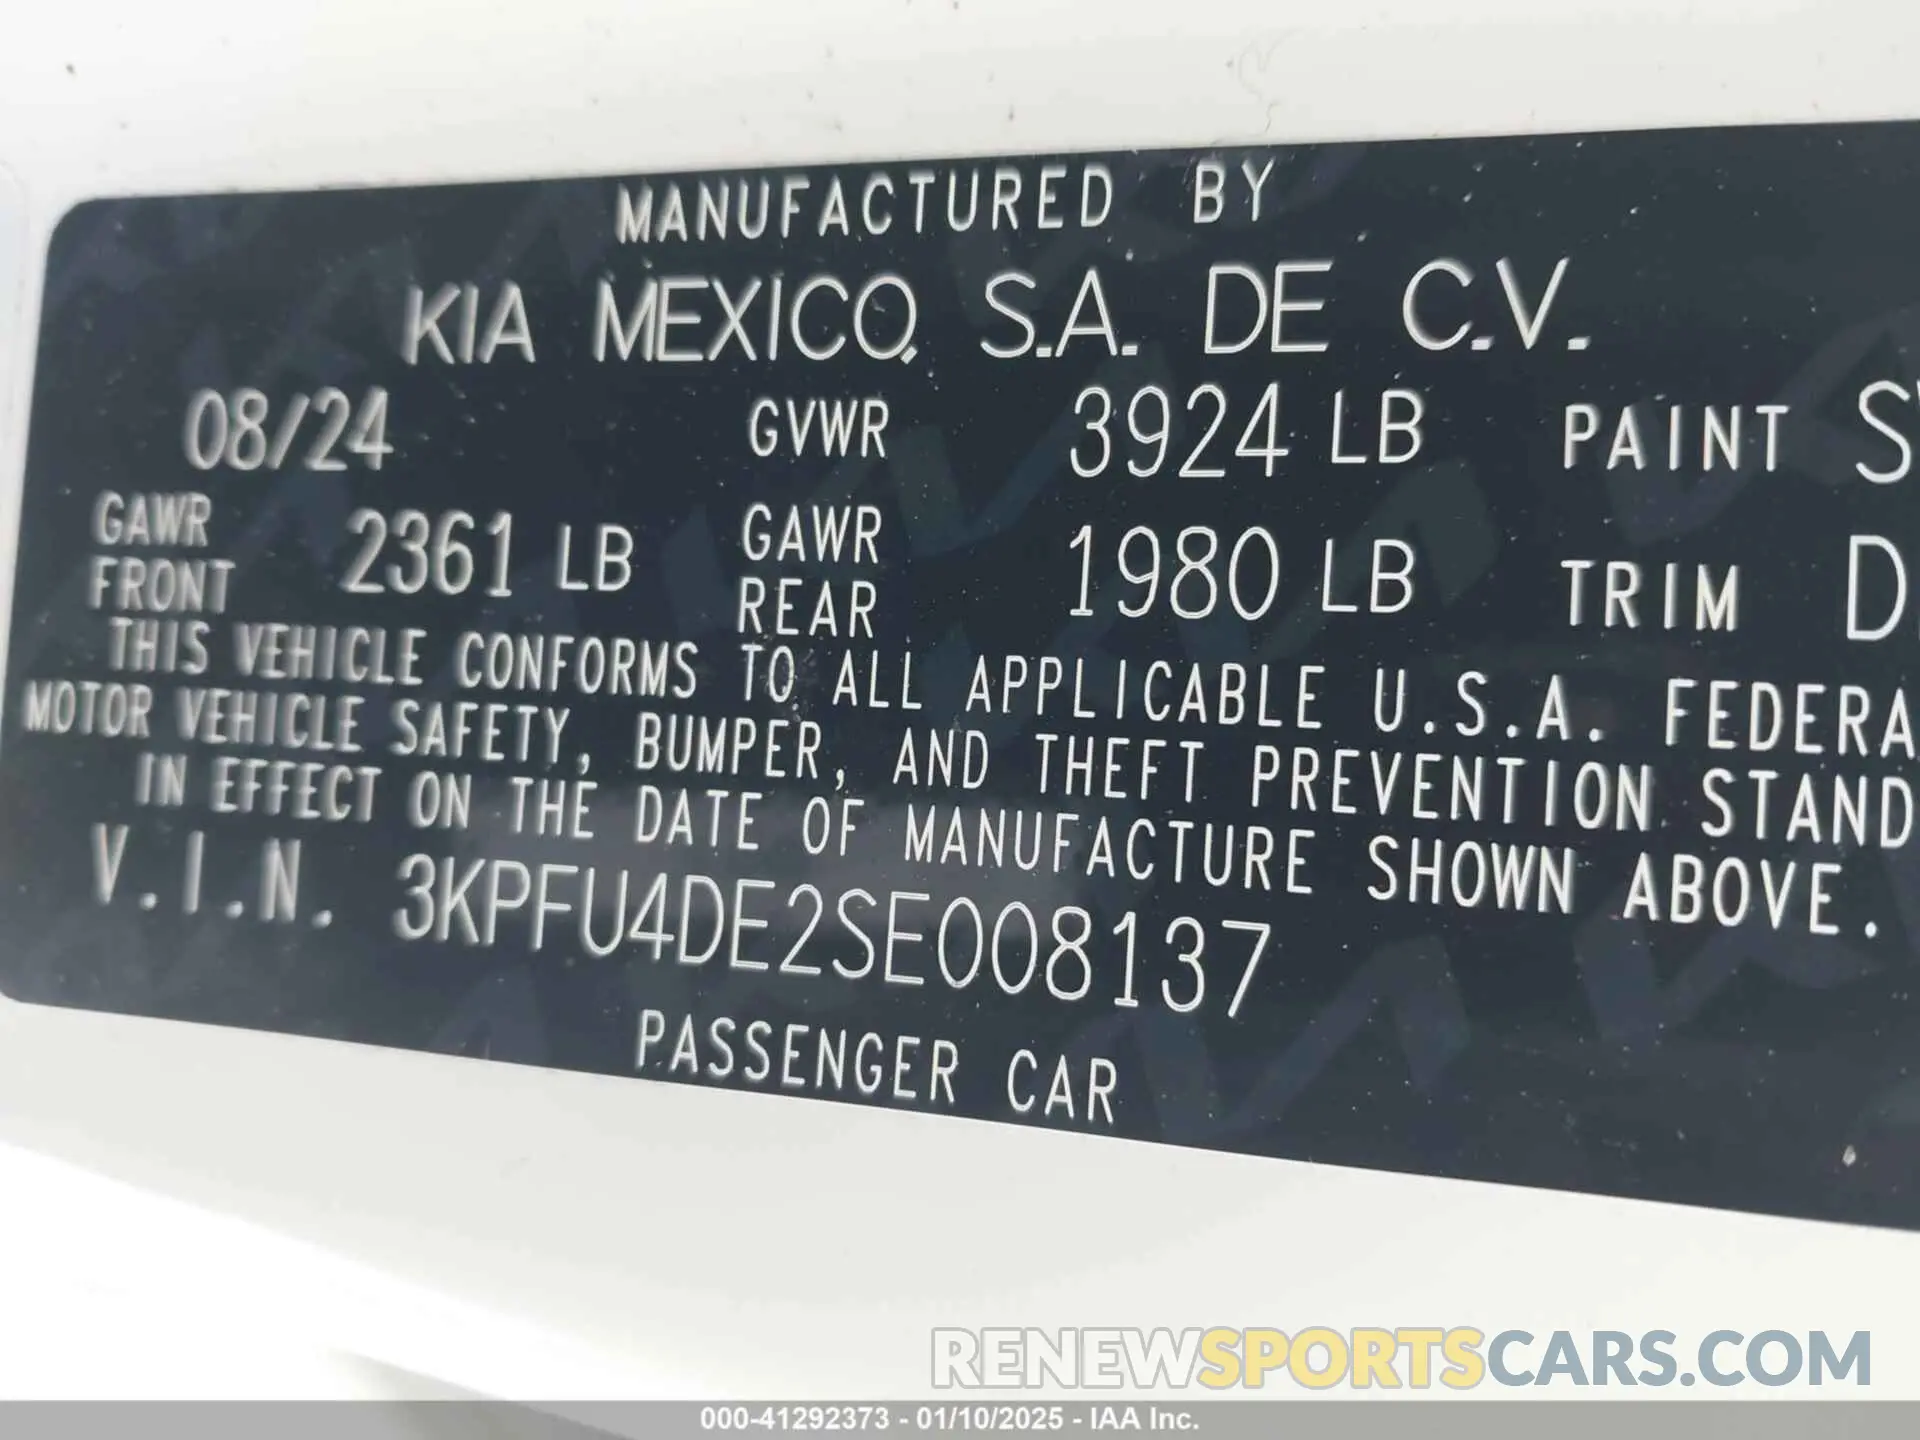 MANUFACTURED BY
KIA MEXICO, S.A. DE C.V.
08/24 GVWR 3924 LB PAINT
GAWR FRONT 2361 LB GAWR REAR 1980 LB TRIM
THIS VEHICLE CONFORMS TO ALL APPLICABLE U.S.A. FEDERA
MOTOR VEHICLE SAFETY, BUMPER, AND THEFT PREVENTION STAND
IN EFFECT ON THE DATE OF MANUFACTURE SHOWN ABOVE.
V.I.N. 3KPFU4DE2SE008137
PASSENGER CAR
RENEWSPORTSCARS.COM
000-41292373 - 01/10/2025 - IAA Inc.